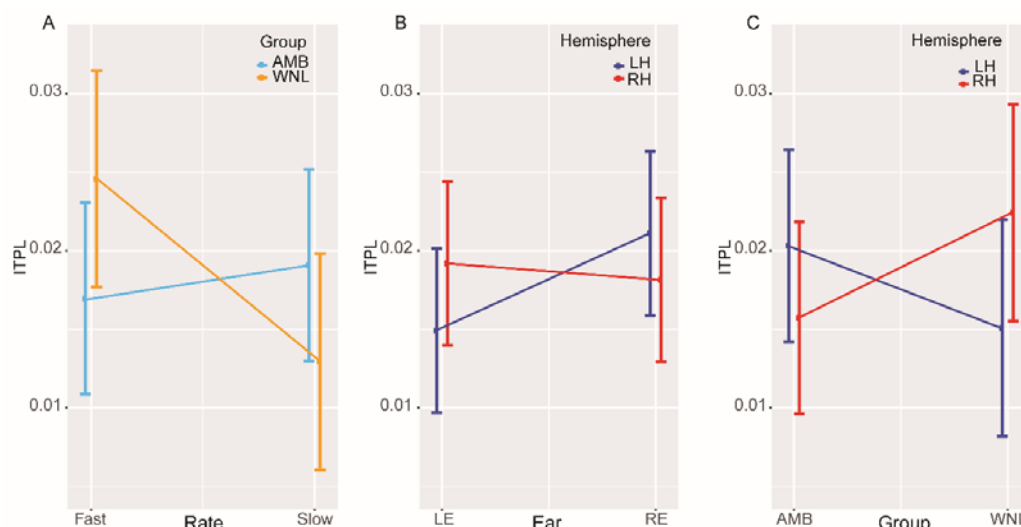 A
Group
AMB
WNL
0.03
0.02
0.01
ITPL
Fast
Slow
Rate
B
Hemisphere
LH
RH
0.03
0.02
0.01
ITPL
LE
RE
Ear
C
Hemisphere
LH
RH
0.03
0.02
0.01
ITPL
AMB
WNL
Group